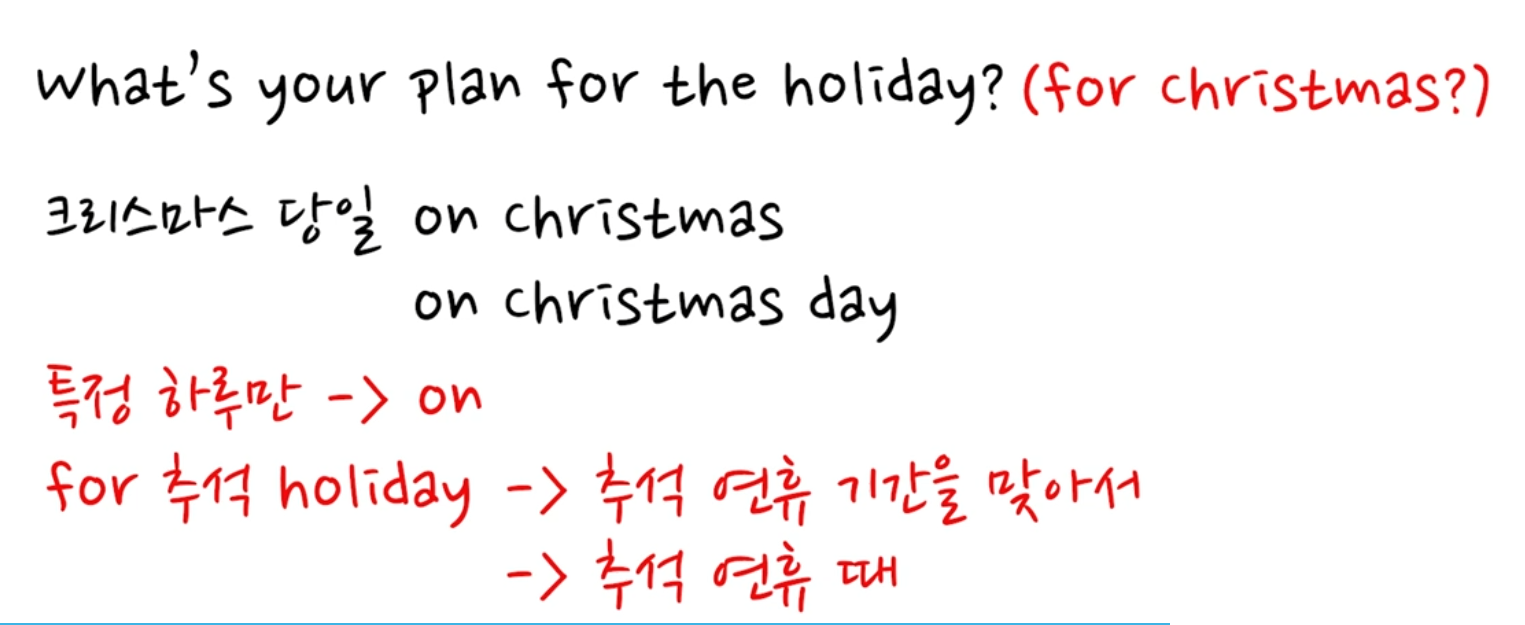 what's your plan for the holiday? (for christmas?)
크리스마스 당일 on christmas
on christmas day
특정 하루만 -> on
for 추석 holiday -> 추석 연휴 기간을 맞아서
-> 추석 연휴 때